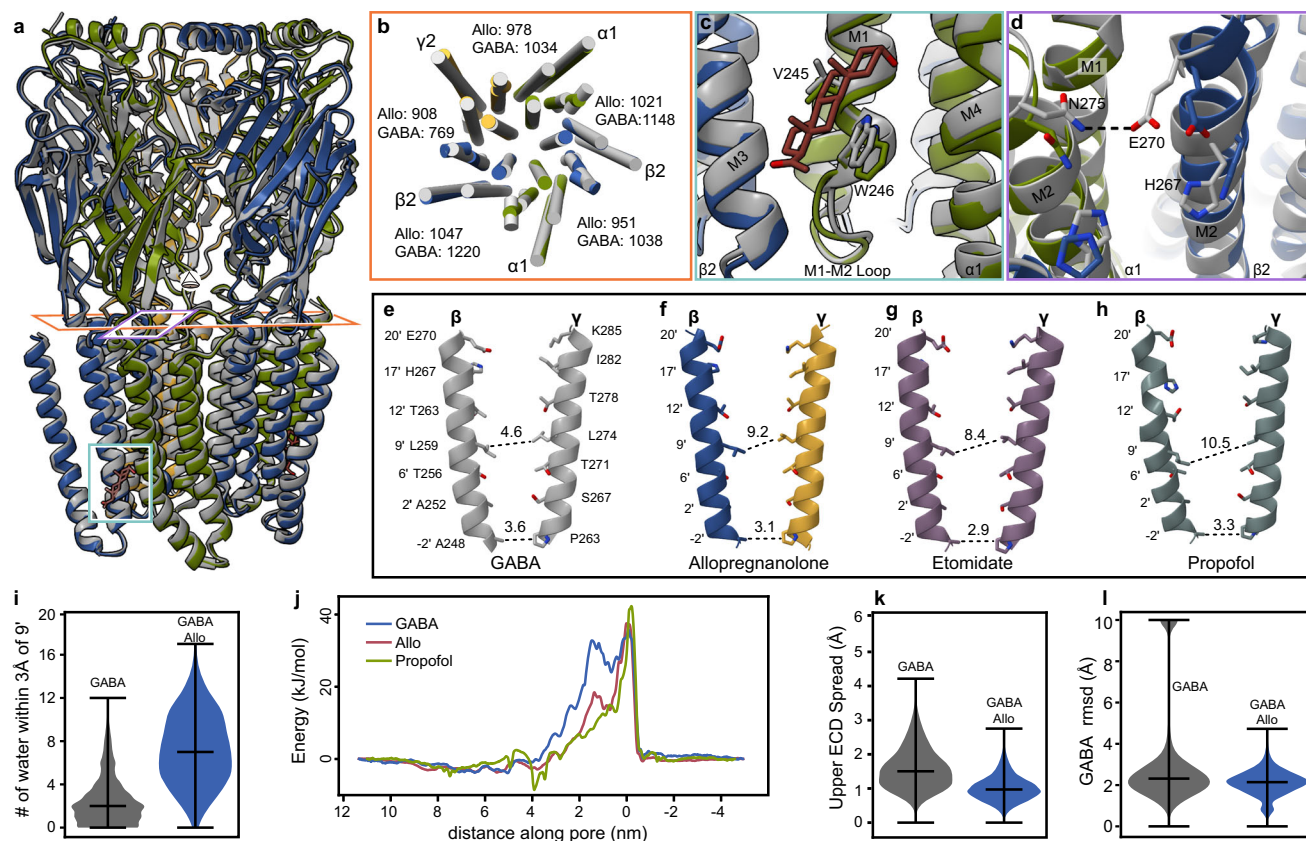 a
b
Allo: 978
GABA: 1034
γ2
α1
Allo: 908
GABA: 769
Allo: 1021
GABA:1148
β2
β2
Allo: 1047
GABA: 1220
Allo: 951
GABA: 1038
α1
c
M1
V245
M4
M3
W246
β2
M1-M2 Loop
α1
d
M1
N275
E270
M2
H267
M2
α1
β2
e
β
γ
20' E270
K285
17' H267
I282
12' T263
T278
9' L259
4.6
L274
6' T256
T271
2' A252
S267
-2' A248
3.6
P263
GABA
f
β
γ
20'
17'
12'
9'
9.2
6'
2'
-2'
3.1
Allopregnanolone
g
β
γ
20'
17'
12'
9'
8.4
6'
2'
-2'
2.9
Etomidate
h
β
γ
20'
17'
12'
9'
10.5
6'
2'
-2'
3.3
Propofol
i
# of water within 3Å of 9'
20
16
12
8
4
0
GABA
GABA
Allo
j
Energy (kJ/mol)
40
20
0
GABA
Allo
Propofol
12 10 8 6 4 2 0 -2 -4
distance along pore (nm)
k
Upper ECD Spread (Å)
6
5
4
3
2
1
0
GABA
GABA
Allo
l
GABA rmsd (Å)
10
8
6
4
2
0
GABA
GABA
Allo